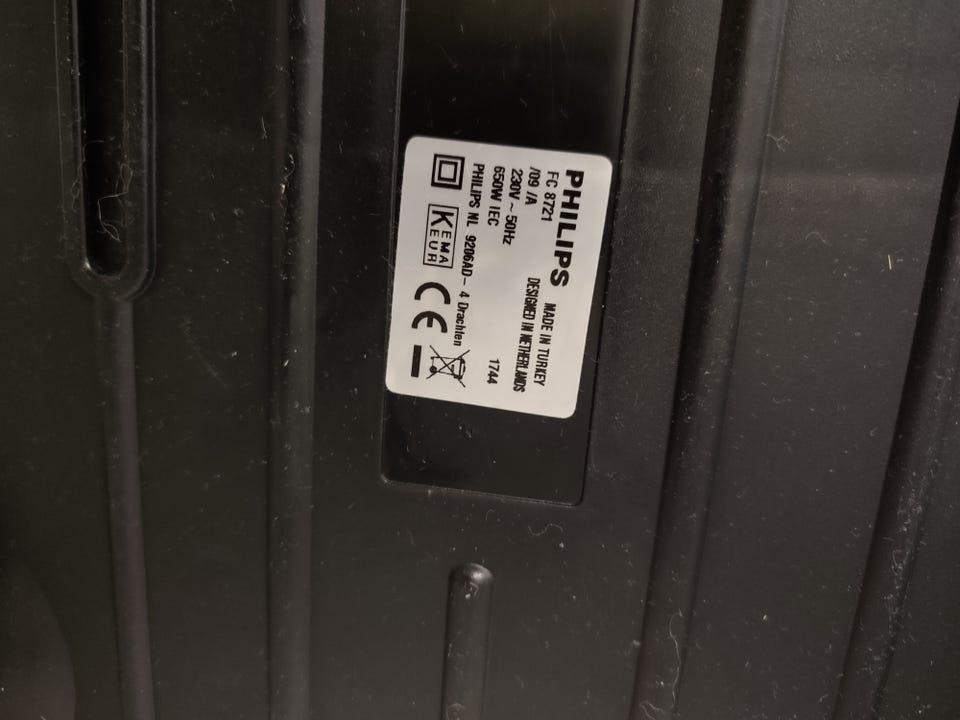 PHILIPS
FC 8721 MADE IN TURKEY
/09 /A DESIGNED IN NETHERLANDS
230V ~ 50Hz
650W IEC 1744
PHILIPS NL 9206AD-4 Drachten
KEMA
KEUR CE